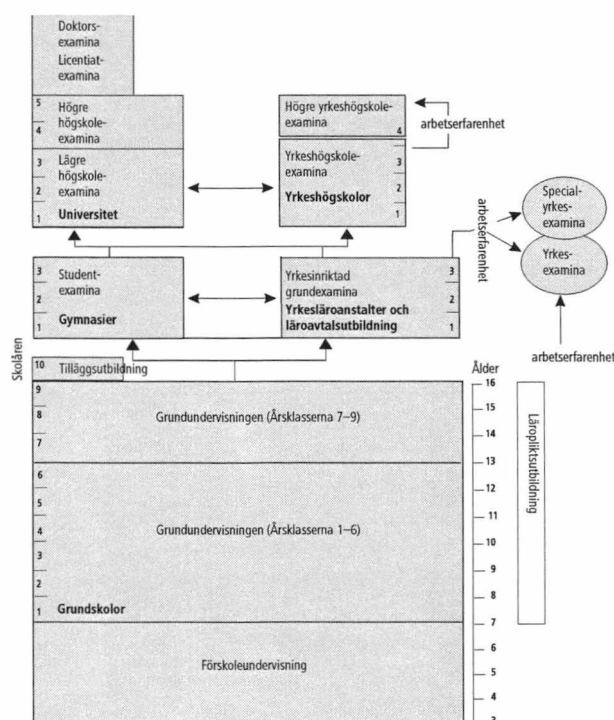 Doktors-
examina
Licentiat-
examina
5
Högre
högskole-
examina
4
3
Lägre
högskole-
examina
2
1
Universitet
Högre yrkeshögskole-
examina
4
arbetserfarenhet
Yrkeshögskole-
examina
3
2
Yrkeshögskolor
1
arbetserfarenhet
Special-
yrkes-
examina
Yrkes-
examina
arbetserfarenhet
3
Student-
examina
2
Gymnasier
1
Yrkesinriktad
grundexamina
3
2
Yrkesläroanstalter och
läroavtalsutbildning
1
Skolåren
10
Tilläggsutbildning
Ålder
9
8
7
Grundundervisningen (Årsklasserna 7–9)
6
5
4
3
2
1
Grundundervisningen (Årsklasserna 1–6)
Grundskolor
Förskoleundervisning
16
15
14
13
12
11
10
9
8
7
6
5
4
3
Läropliktsutbildning